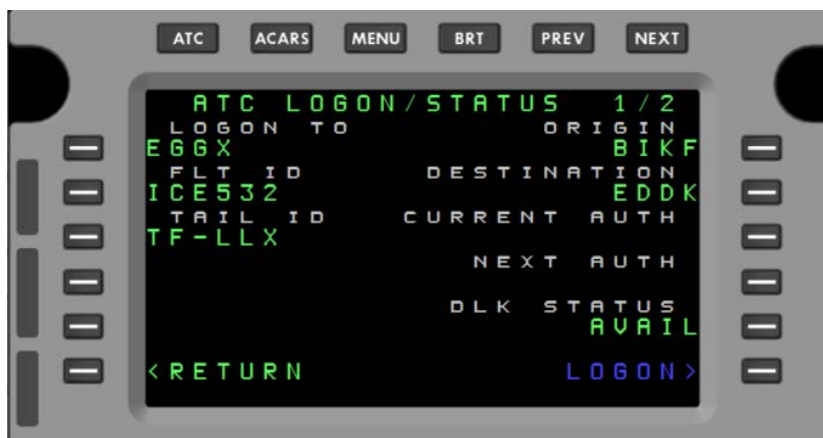 ATC ACARS MENU BRT PREV NEXT
ATC LOGON/STATUS 1/2
LOGON TO ORIGIN
EGGX BIKF
FLT ID DESTINATION
ICE532 EDDK
TAIL ID CURRENT AUTH
TF-LLX
NEXT AUTH
DLK STATUS
AVAIL
<RETURN LOGON>